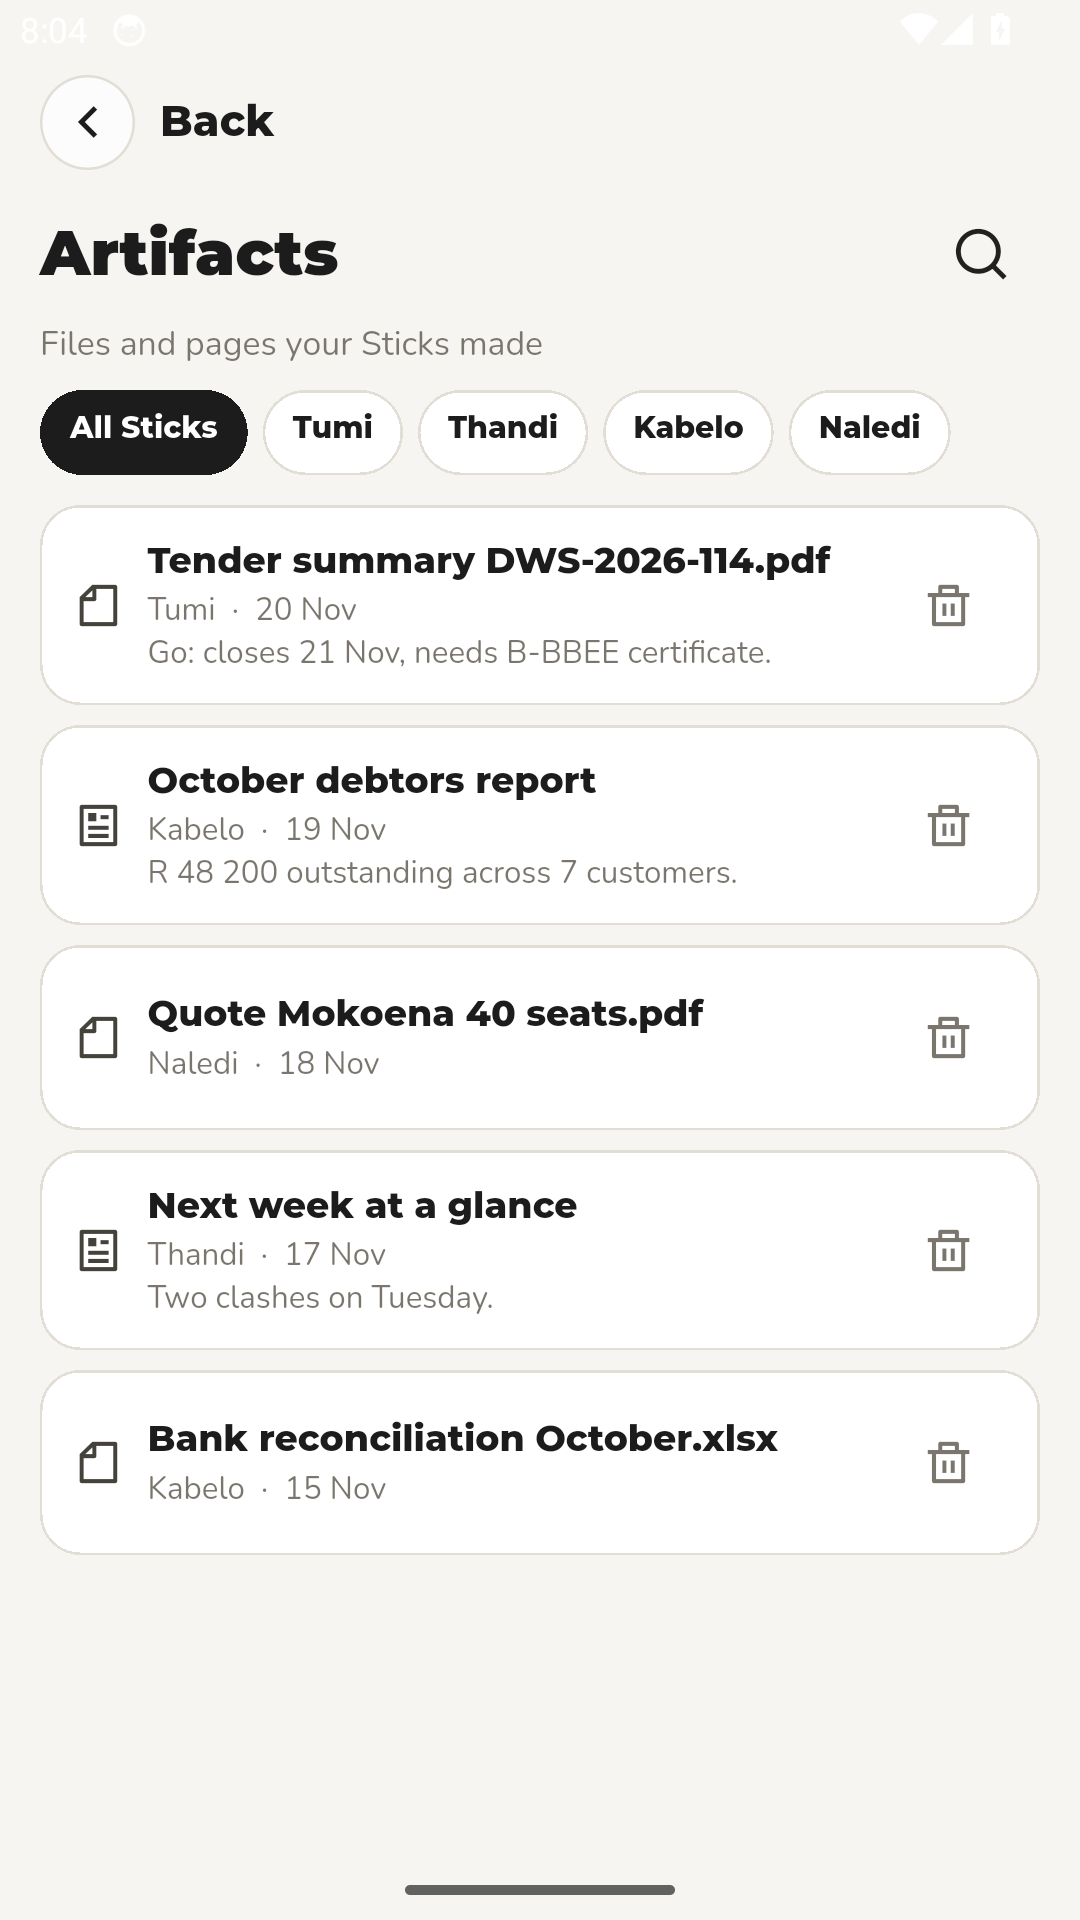 8:04
Back
Artifacts
Files and pages your Sticks made
All Sticks
Tumi
Thandi
Kabelo
Naledi
Tender summary DWS-2026-114.pdf
Tumi · 20 Nov
Go: closes 21 Nov, needs B-BBEE certificate.
October debtors report
Kabelo · 19 Nov
R 48 200 outstanding across 7 customers.
Quote Mokoena 40 seats.pdf
Naledi · 18 Nov
Next week at a glance
Thandi · 17 Nov
Two clashes on Tuesday.
Bank reconciliation October.xlsx
Kabelo · 15 Nov